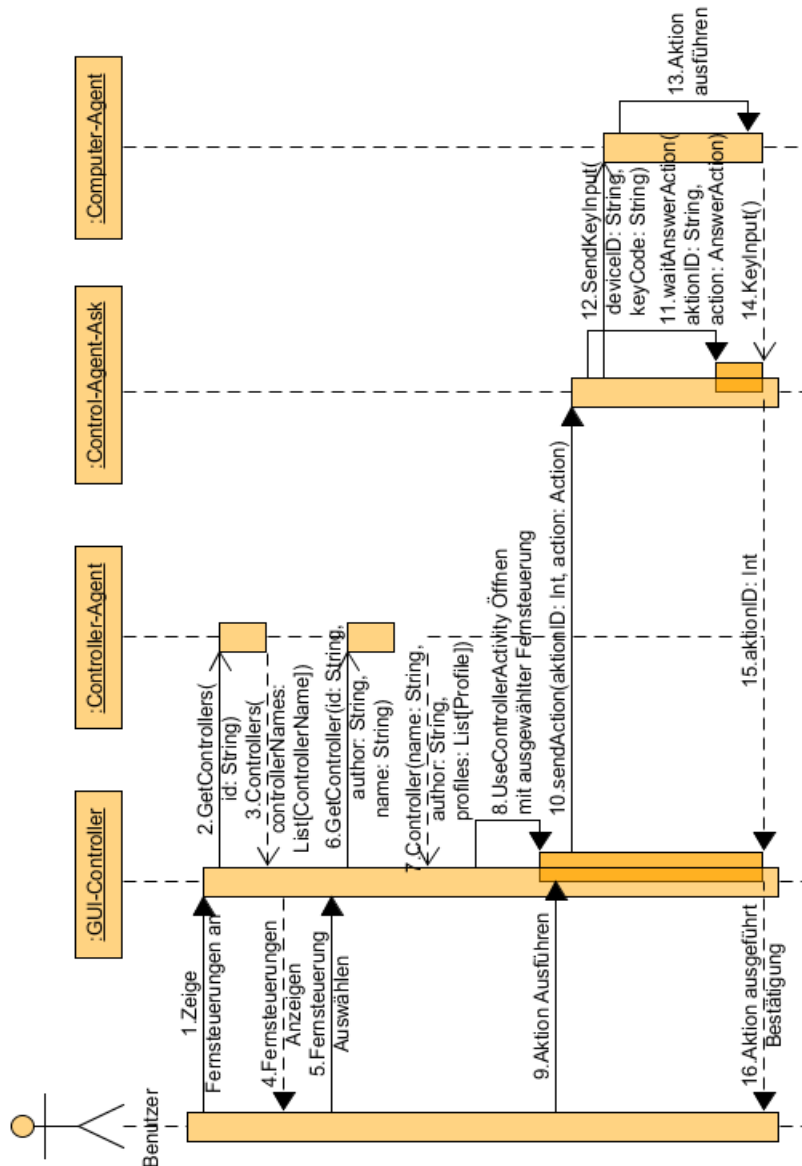 Benutzer
:GUI-Controller
:Controller-Agent
:Control-Agent-Ask
:Computer-Agent
1.Zeige
Fernsteuerungen an
2.GetControllers(
id: String)
3.Controllers(
controllerNames:
List[ControllerName])
4.Fernsteuerungen
Anzeigen
5.Fernsteuerung
Auswählen
6.GetController(id: String,
author: String,
name: String)
7.Controller(name: String,
author: String,
profiles: List[Profile])
8.UseControllerActivity Öffnen
mit ausgewählter Fernsteuerung
9.Aktion Ausführen
10.sendAction(aktionID: Int, action: Action)
12.SendKeyInput(
deviceID: String,
keyCode: String)
11.waitAnswerAction(
aktionID: String,
action: AnswerAction)
13.Aktion
ausführen
14.KeyInput()
15.aktionID: Int
16.Aktion ausgeführt
Bestätigung